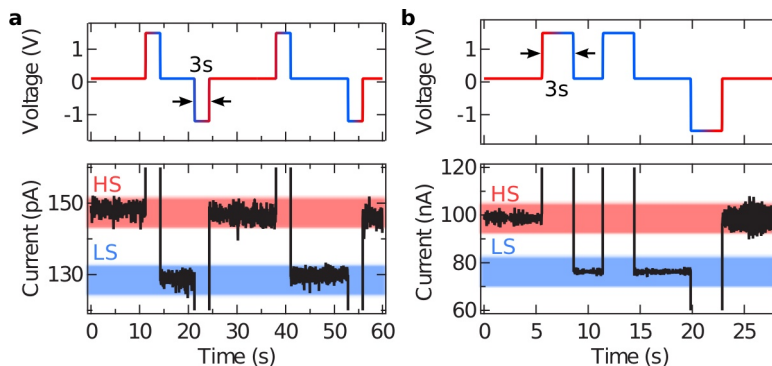 a
Voltage (V)
1
0
-1
3s
Current (pA)
150
130
HS
LS
0 10 20 30 40 50 60
Time (s)
b
Voltage (V)
1
0
-1
3s
Current (nA)
120
100
80
60
HS
LS
0 5 10 15 20 25
Time (s)